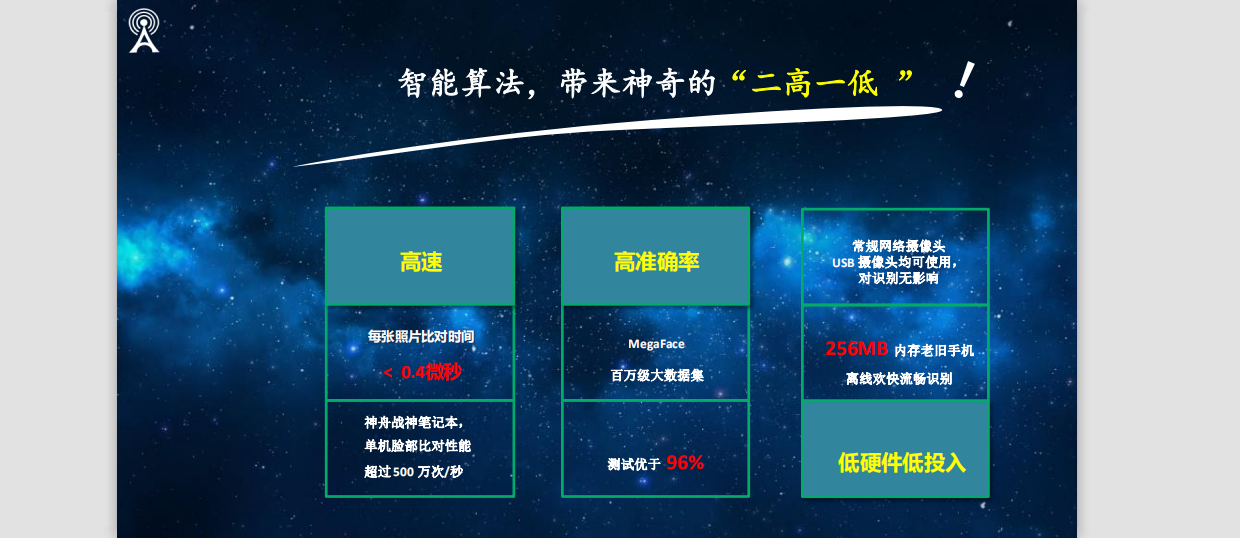 智能算法，带来神奇的“二高一低 ”！
高速
每张照片比对时间
< 0.4微秒
神舟战神笔记本，
单机脸部比对性能
超过500 万次/秒
高准确率
MegaFace
百万级大数据集
测试优于 96%
常规网络摄像头
USB 摄像头均可使用，
对识别无影响
256MB 内存老旧手机
离线欢快流畅识别
低硬件低投入